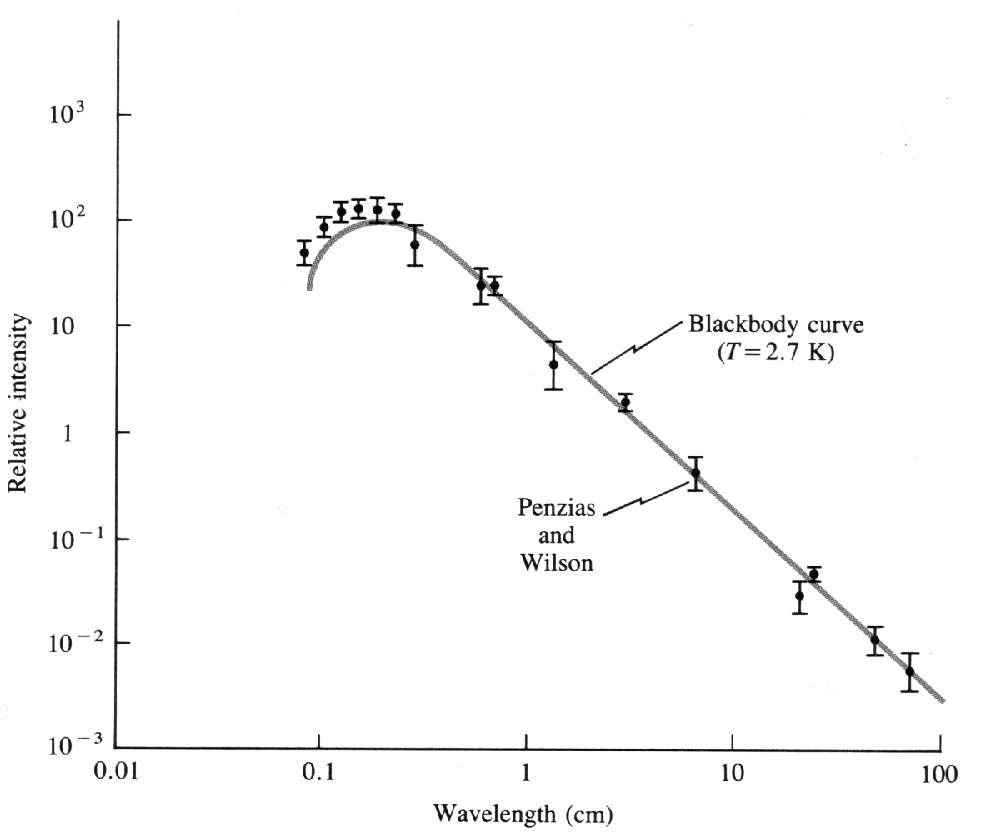 10³
10²
10
1
10⁻¹
10⁻²
10⁻³
Relative intensity
Blackbody curve
(T = 2.7 K)
Penzias
and
Wilson
0.01
0.1
1
10
100
Wavelength (cm)